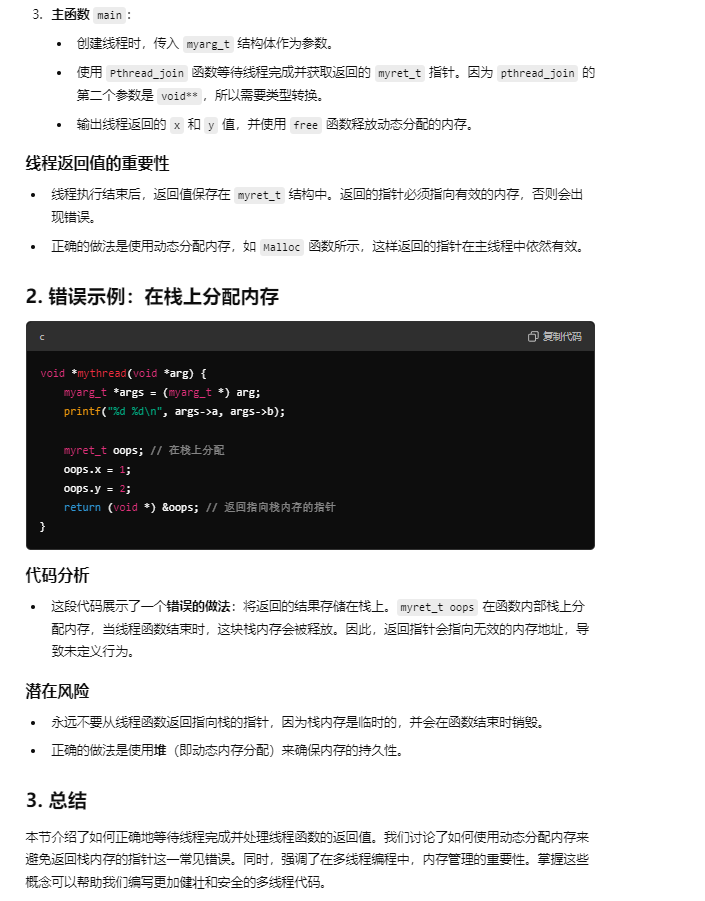 3. 主函数 main：
• 创建线程时，传入 myarg_t 结构体作为参数。
• 使用 Pthread_join 函数等待线程完成并获取返回的 myret_t 指针。因为 pthread_join 的
第二个参数是 void**，所以需要类型转换。
• 输出线程返回的 x 和 y 值，并使用 free 函数释放动态分配的内存。
线程返回值的重要性
• 线程执行结束后，返回值保存在 myret_t 结构中。返回的指针必须指向有效的内存，否则会出
现错误。
• 正确的做法是使用动态分配内存，如 Malloc 函数所示，这样返回的指针在主线程中依然有效。
2. 错误示例：在栈上分配内存
c 复制代码
void *mythread(void *arg) {
    myarg_t *args = (myarg_t *) arg;
    printf("%d %d\n", args->a, args->b);
    myret_t oops; // 在栈上分配
    oops.x = 1;
    oops.y = 2;
    return (void *) &oops; // 返回指向栈内存的指针
}
代码分析
• 这段代码展示了一个错误的做法：将返回的结果存储在栈上。myret_t oops 在函数内部栈上分
配内存，当线程函数结束时，这块栈内存会被释放。因此，返回指针会指向无效的内存地址，导
致未定义行为。
潜在风险
• 永远不要从线程函数返回指向栈的指针，因为栈内存是临时的，并会在函数结束时销毁。
• 正确的做法是使用堆（即动态内存分配）来确保内存的持久性。
3. 总结
本节介绍了如何正确地等待线程完成并处理线程函数的返回值。我们讨论了如何使用动态分配内存来
避免返回栈内存的指针这一常见错误。同时，强调了在多线程编程中，内存管理的重要性。掌握这些
概念可以帮助我们编写更加健壮和安全的多线程代码。